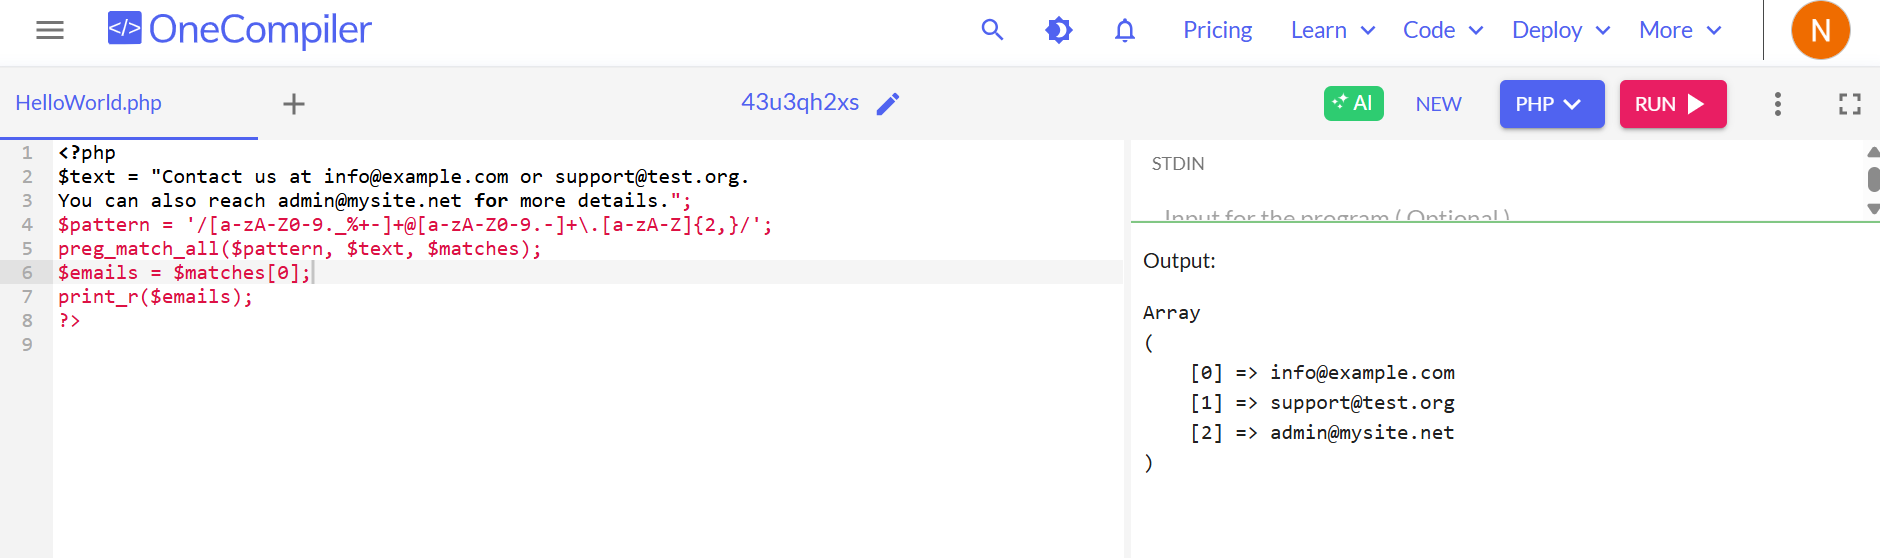 </> OneCompiler
Pricing Learn Code Deploy More N
HelloWorld.php
43u3qh2xs
AI NEW PHP RUN
1 <?php
2 $text = "Contact us at info@example.com or support@test.org.
3 You can also reach admin@mysite.net for more details.";
4 $pattern = '/[a-zA-Z0-9._%+-]+@[a-zA-Z0-9.-]+\.[a-zA-Z]{2,}/';
5 preg_match_all($pattern, $text, $matches);
6 $emails = $matches[0];
7 print_r($emails);
8 ?>
9
STDIN
Input for the program ( Optional )
Output:
Array
(
[0] => info@example.com
[1] => support@test.org
[2] => admin@mysite.net
)